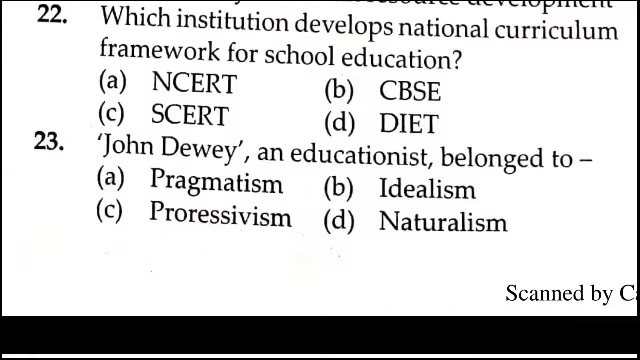 22. Which institution develops national curriculum
framework for school education?
(a) NCERT (b) CBSE
(c) SCERT (d) DIET
23. 'John Dewey', an educationist, belonged to –
(a) Pragmatism (b) Idealism
(c) Proressivism (d) Naturalism
Scanned by